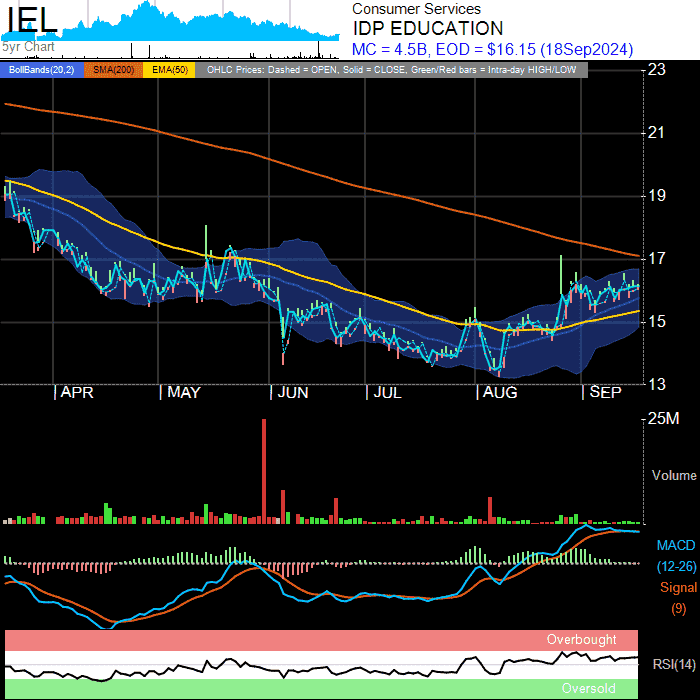 IEL
5yr Chart
Consumer Services
IDP EDUCATION
MC = 4.5B, EOD = $16.15 (18Sep2024)
BollBands(20,2) SMA(200) EMA(50) OHLC Prices: Dashed = OPEN, Solid = CLOSE, Green/Red bars = Intra-day HIGH/LOW
23
21
19
17
15
13
APR MAY JUN JUL AUG SEP
25M
Volume
MACD
(12-26)
Signal
(9)
Overbought
RSI(14)
Oversold